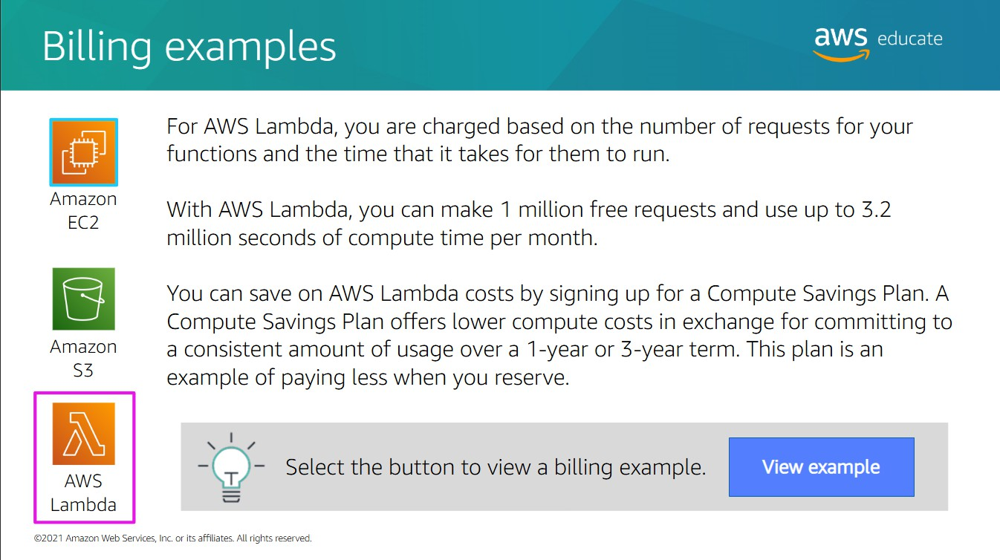 Billing examples
aws educate
Amazon
EC2
Amazon
S3
AWS
Lambda
For AWS Lambda, you are charged based on the number of requests for your
functions and the time that it takes for them to run.
With AWS Lambda, you can make 1 million free requests and use up to 3.2
million seconds of compute time per month.
You can save on AWS Lambda costs by signing up for a Compute Savings Plan. A
Compute Savings Plan offers lower compute costs in exchange for committing to
a consistent amount of usage over a 1-year or 3-year term. This plan is an
example of paying less when you reserve.
Select the button to view a billing example.
View example
©2021 Amazon Web Services, Inc. or its affiliates. All rights reserved.